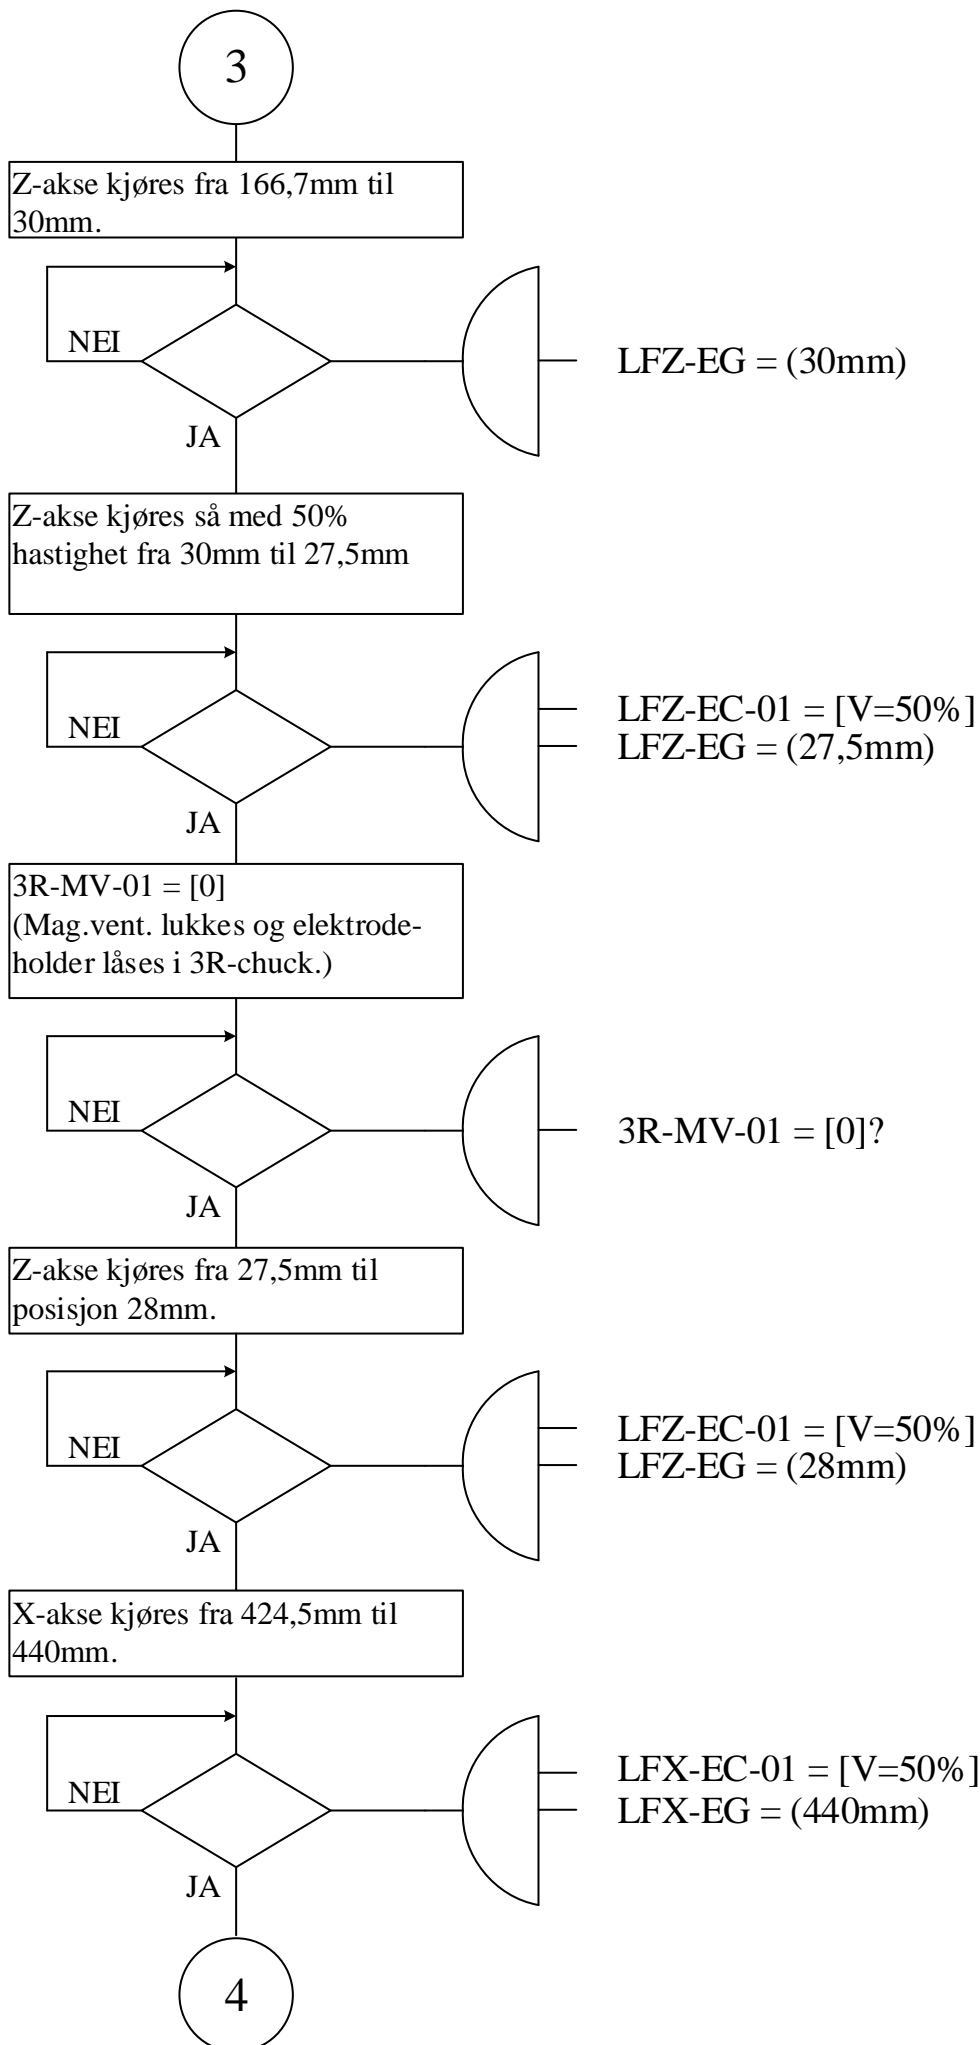 3
Z-akse kjøres fra 166,7mm til
30mm.
NEI
LFZ-EG = (30mm)
JA
Z-akse kjøres så med 50%
hastighet fra 30mm til 27,5mm
LFZ-EC-01 = [V=50%]
NEI
LFZ-EG = (27,5mm)
JA
3R-MV-01 = [0]
(Mag.vent. lukkes og elektrode-
holder låses i 3R-chuck.)
NEI
3R-MV-01 = [0]?
JA
Z-akse kjøres fra 27,5mm til
posisjon 28mm.
LFZ-EC-01 = [V=50%]
NEI
LFZ-EG = (28mm)
JA
X-akse kjøres fra 424,5mm til
440mm.
LFX-EC-01 = [V=50%]
NEI
LFX-EG = (440mm)
JA
4